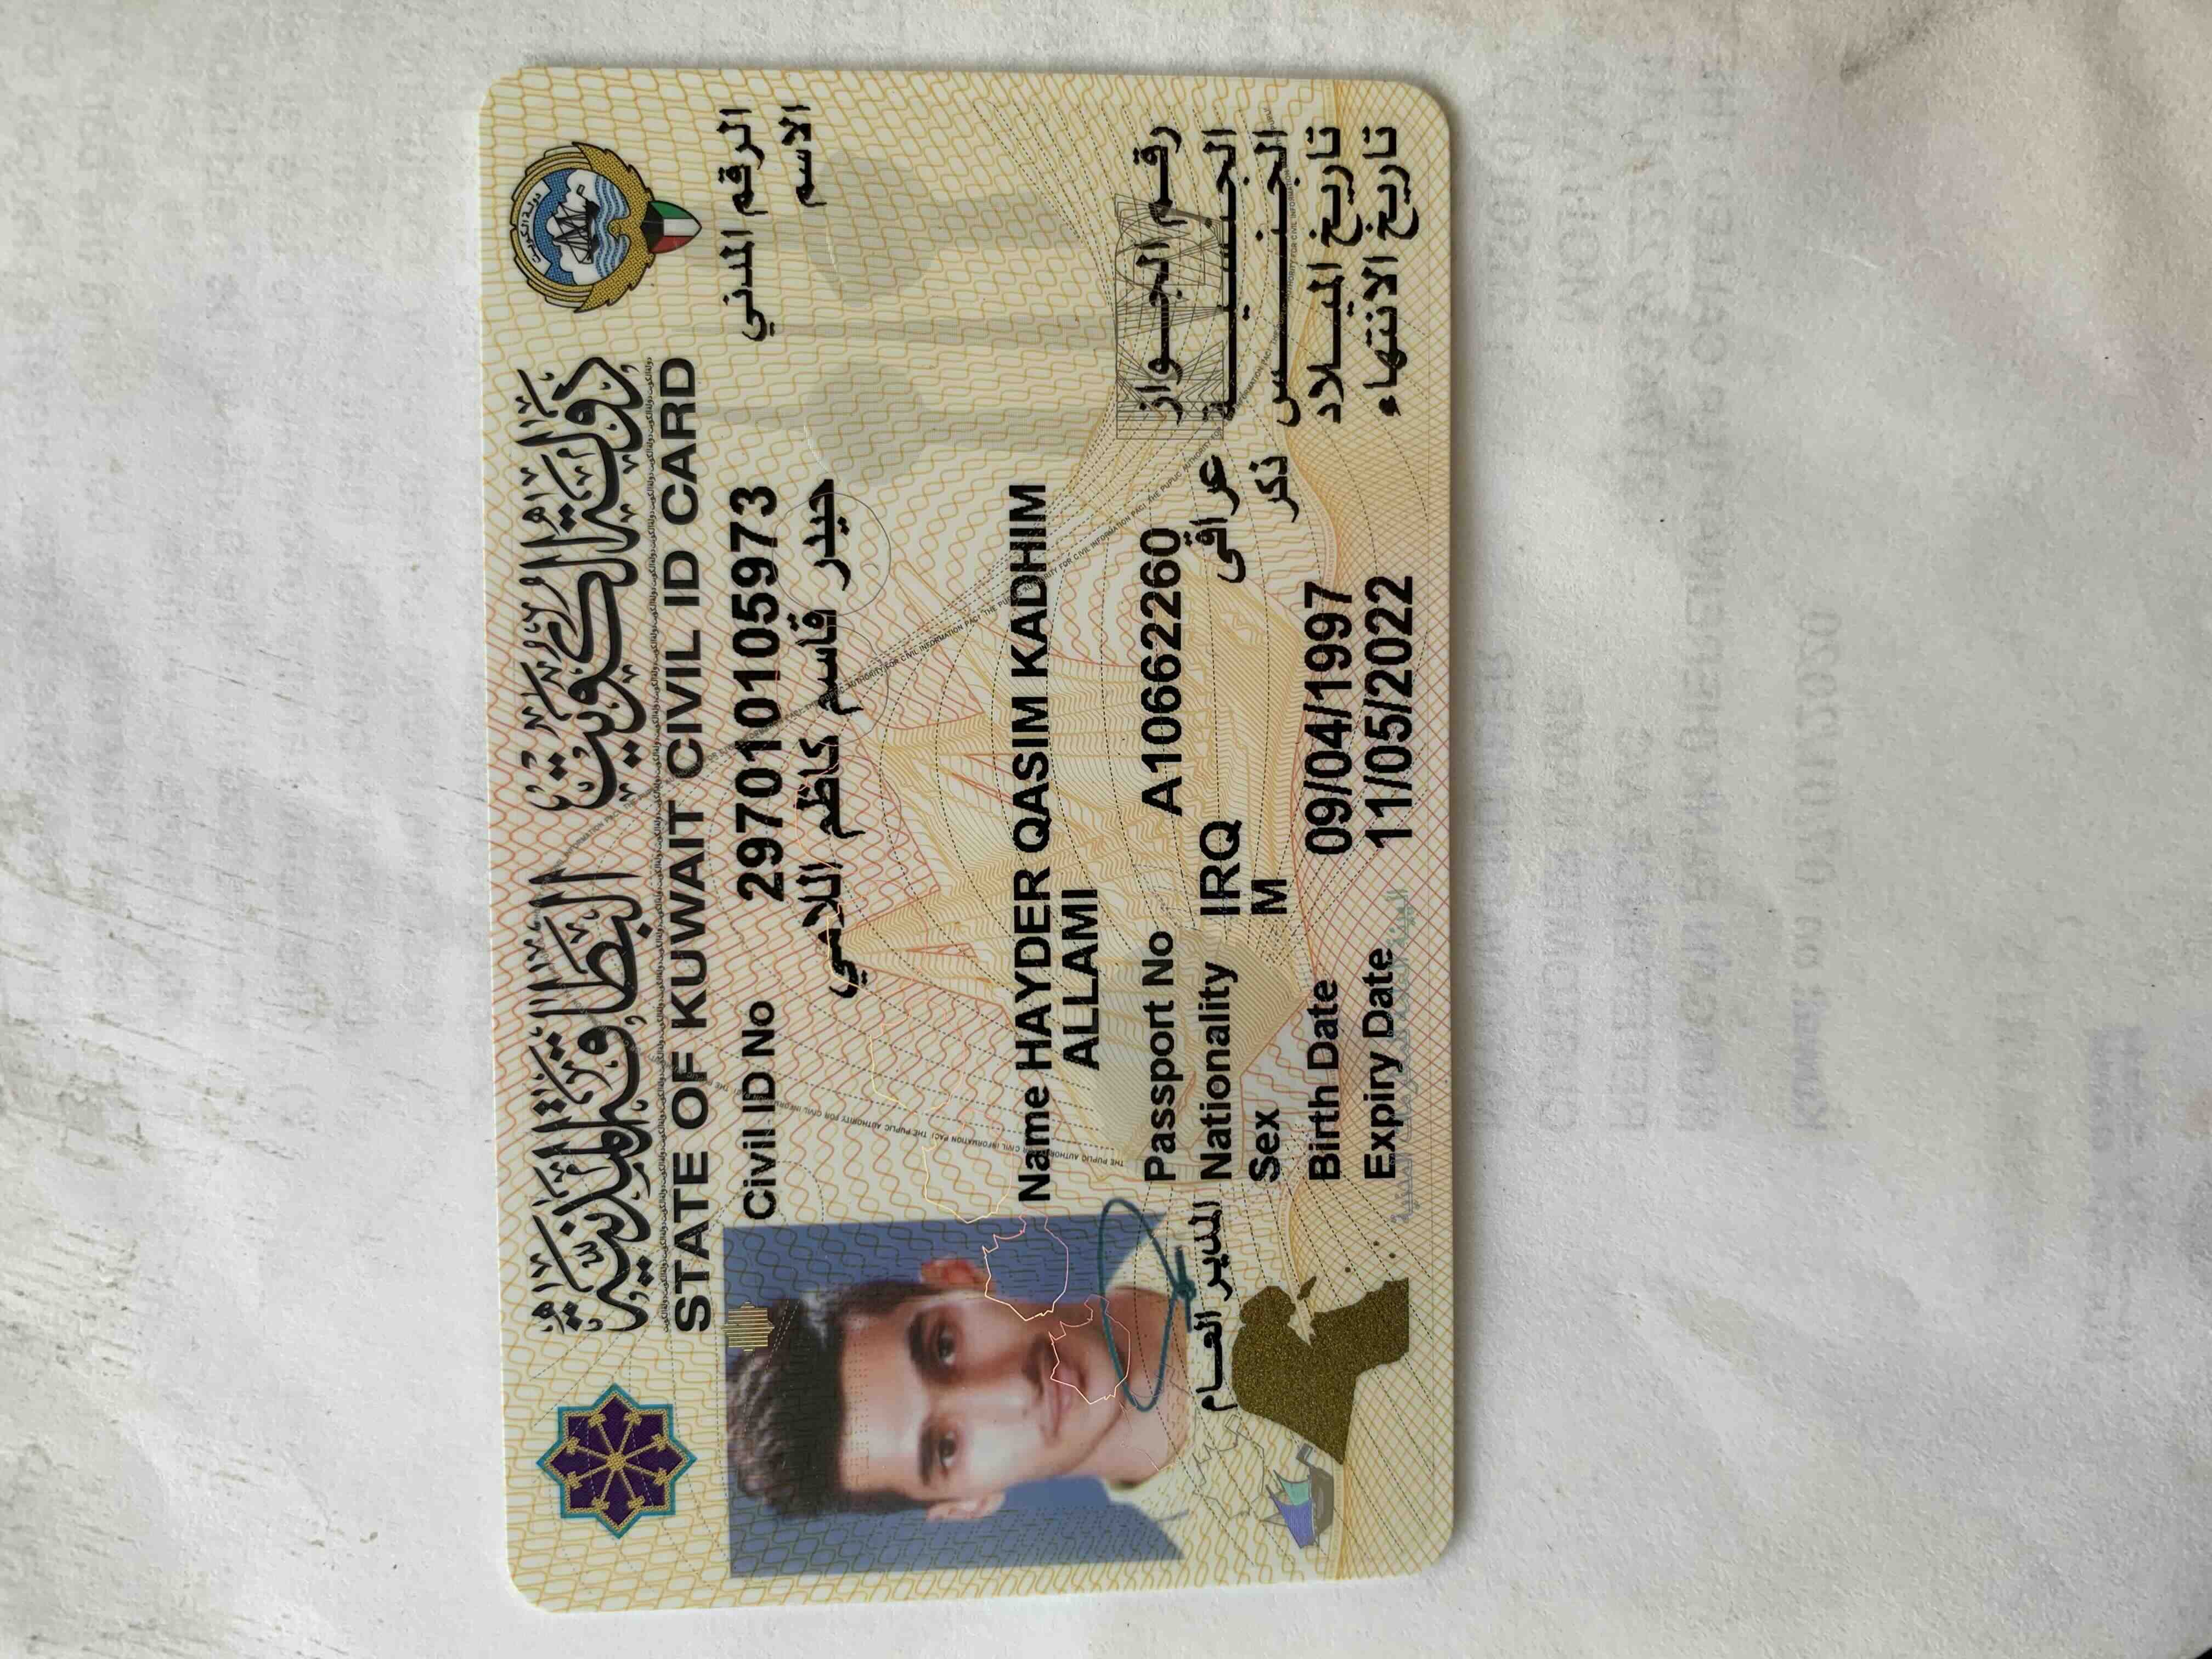 دولة الكويت البطاقة المدنية
STATE OF KUWAIT CIVIL ID CARD
Civil ID No 297010105973 الرقم المدني
حيدر قاسم كاظم اللامي الاسم
Name HAYDER QASIM KADHIM
ALLAMI
Passport No A10662260 رقم الجواز
Nationality IRQ عراقى الجنسية
Sex M ذكر الجنس
Birth Date 09/04/1997 تاريخ الميلاد
Expiry Date 11/05/2022 تاريخ الانتهاء
المدير العام